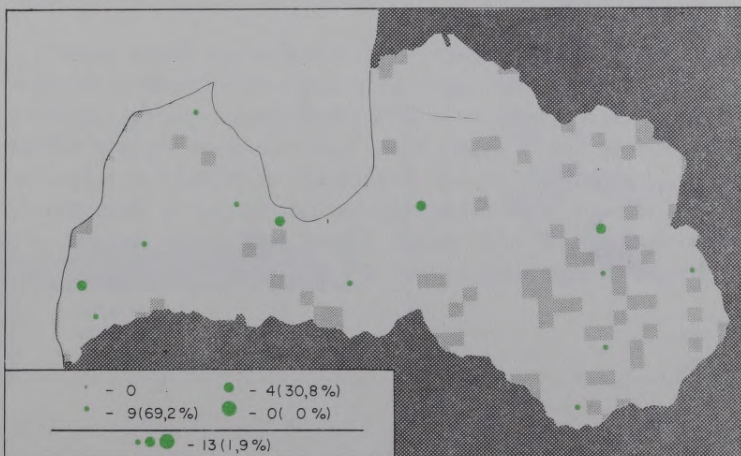 - 0 - 4(30,8%)
- 9(69,2%) - 0( 0%)
- 13(1,9%)